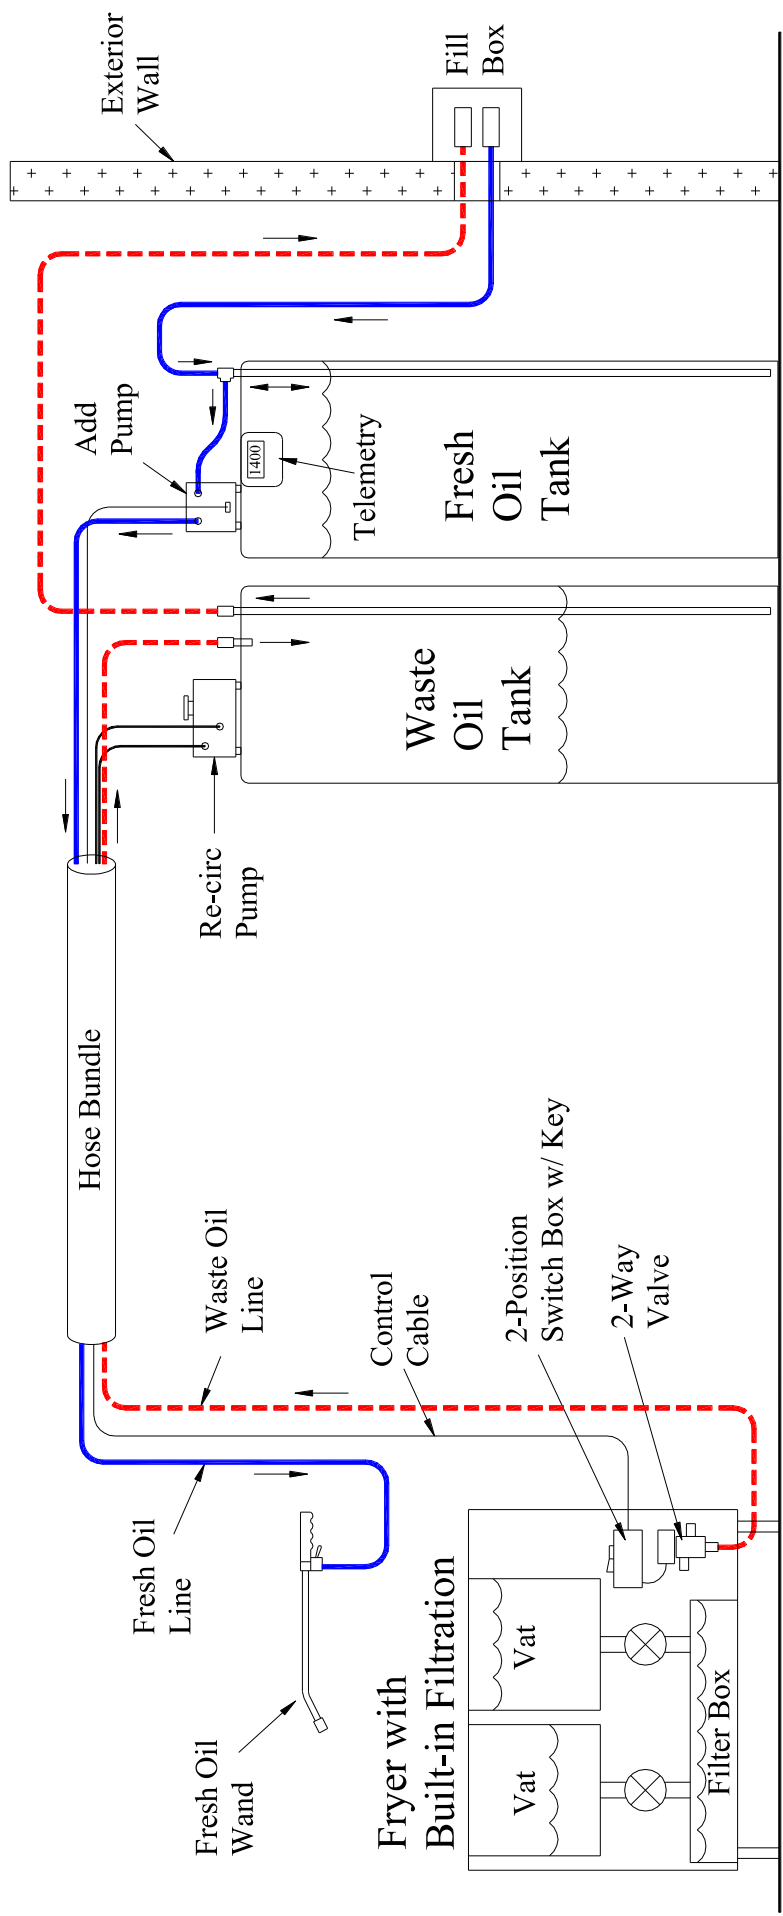 Fresh Oil
Wand
Fresh Oil
Line
Fryer with
Built-in Filtration
Vat
Vat
Filter Box
Hose Bundle
Waste Oil
Line
Control
Cable
2-Position
Switch Box w/ Key
2-Way
Valve
Re-circ
Pump
Waste
Oil
Tank
Add
Pump
1400
Telemetry
Fresh
Oil
Tank
Exterior
Wall
Fill
Box